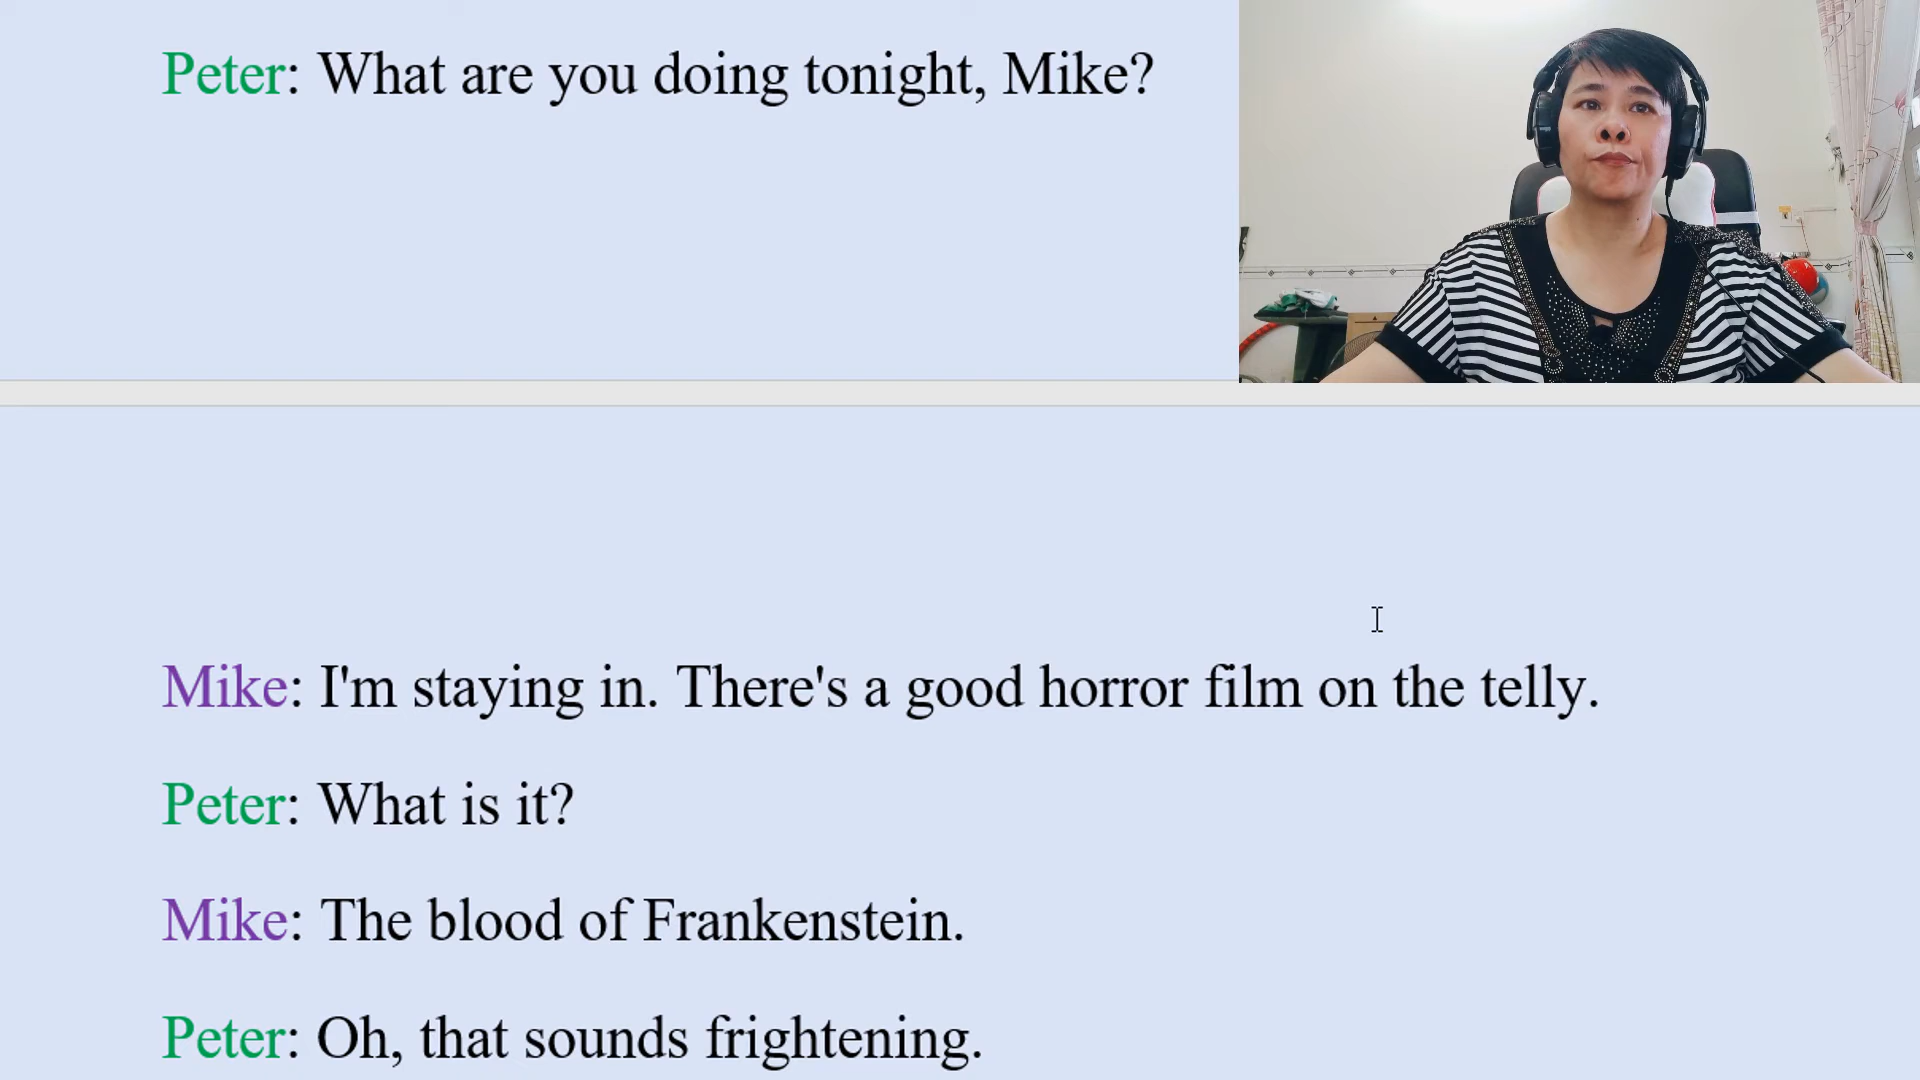 Peter: What are you doing tonight, Mike?
Mike: I'm staying in. There's a good horror film on the telly.
Peter: What is it?
Mike: The blood of Frankenstein.
Peter: Oh, that sounds frightening.